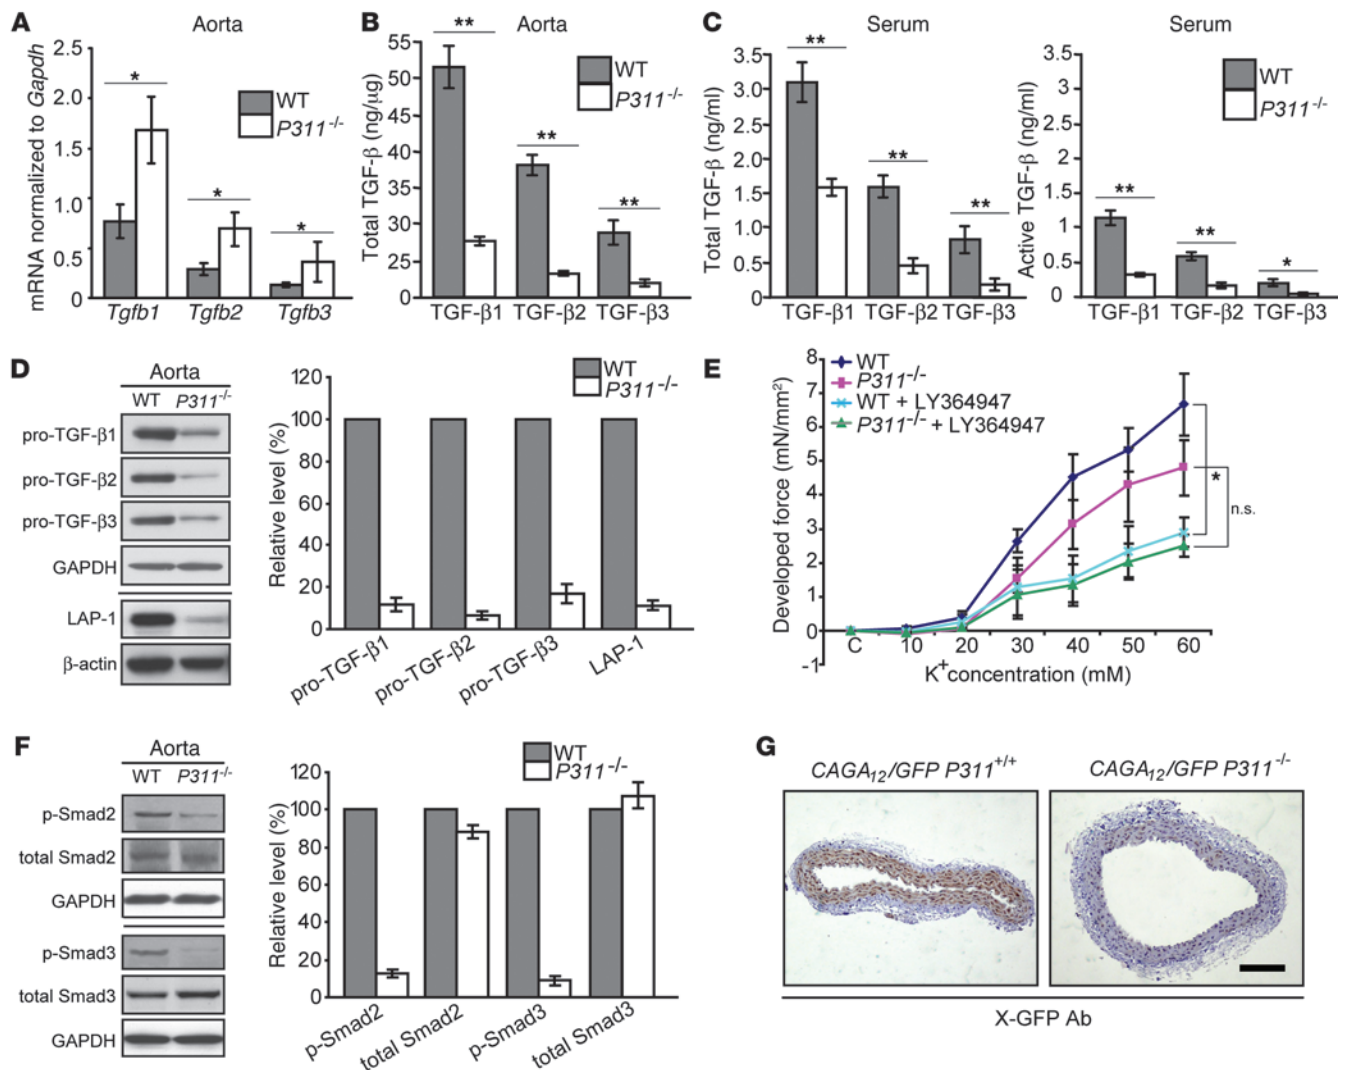 A
Aorta
mRNA normalized to Gapdh
2.5
2.0
1.5
1.0
0.5
0
*
*
*
WT
P311-/-
Tgfb1 Tgfb2 Tgfb3
B
Aorta
Total TGF-β (ng/μg)
55
45
40
35
30
25
0
**
**
**
WT
P311-/-
TGF-β1 TGF-β2 TGF-β3
C
Serum
Total TGF-β (ng/ml)
3.5
3.0
2.5
2.0
1.5
1.0
0.5
0
**
**
**
WT
P311-/-
TGF-β1 TGF-β2 TGF-β3
Serum
Active TGF-β (ng/ml)
3.5
3
2.5
2
1.5
1
0.5
0
**
**
*
WT
P311-/-
TGF-β1 TGF-β2 TGF-β3
D
Aorta
WT P311-/-
pro-TGF-β1
pro-TGF-β2
pro-TGF-β3
GAPDH
LAP-1
β-actin
Relative level (%)
120
100
80
60
40
20
0
WT
P311-/-
pro-TGF-β1 pro-TGF-β2 pro-TGF-β3 LAP-1
E
Developed force (mN/mm2)
8
7
6
5
4
3
2
1
0
-1
WT
P311-/-
WT + LY364947
P311-/- + LY364947
*
n.s.
C 10 20 30 40 50 60
K+concentration (mM)
F
Aorta
WT P311-/-
p-Smad2
total Smad2
GAPDH
p-Smad3
total Smad3
GAPDH
Relative level (%)
120
100
80
60
40
20
0
WT
P311-/-
p-Smad2 total Smad2 p-Smad3 total Smad3
G
CAGA12/GFP P311+/+ CAGA12/GFP P311-/-
X-GFP Ab